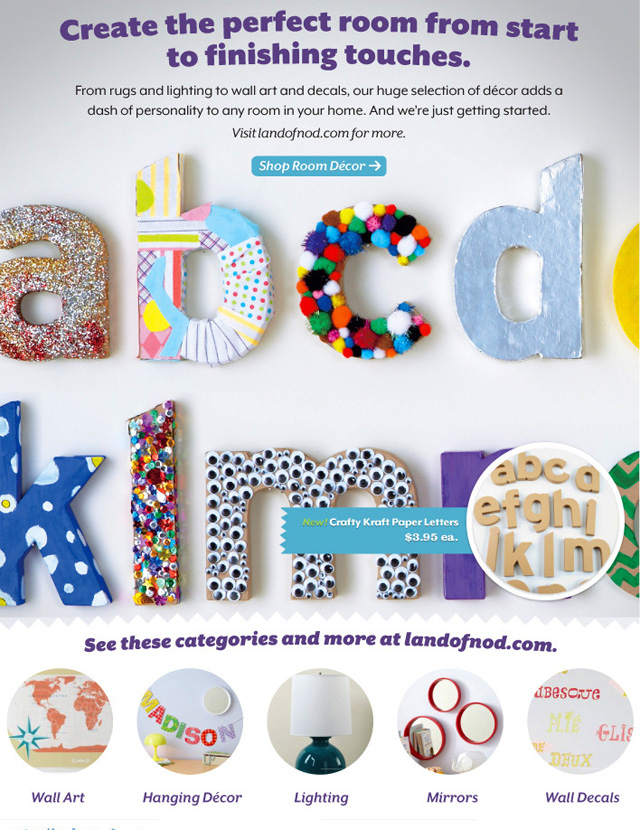 Create the perfect room from start
to finishing touches.
From rugs and lighting to wall art and decals, our huge selection of décor adds a
dash of personality to any room in your home. And we're just getting started.
Visit landofnod.com for more.
Shop Room Décor →
a b c d
k l m n
New! Crafty Kraft Paper Letters
$3.95 ea.
abcd
efghi
klm
See these categories and more at landofnod.com.
MADISON
Wall Art
Hanging Décor
Lighting
Mirrors
Wall Decals